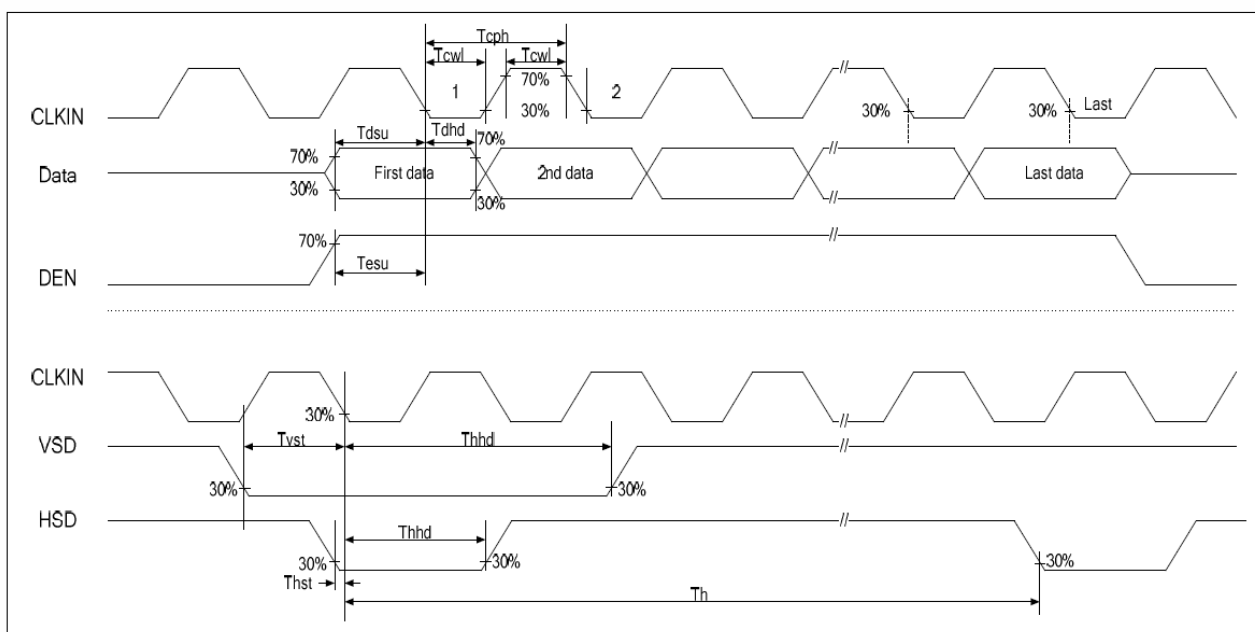 Tcph
Tcwl Tcwl
70%
1 2
30% 30% 30% Last
CLKIN
Tdsu Tdhd
70% 70%
Data First data 2nd data // Last data
30% 30%
70% //
Tesu
DEN
CLKIN
30% //
VSD Tvst Thhd //
30% 30%
HSD //
Thhd
30% 30% 30%
Thst
Th